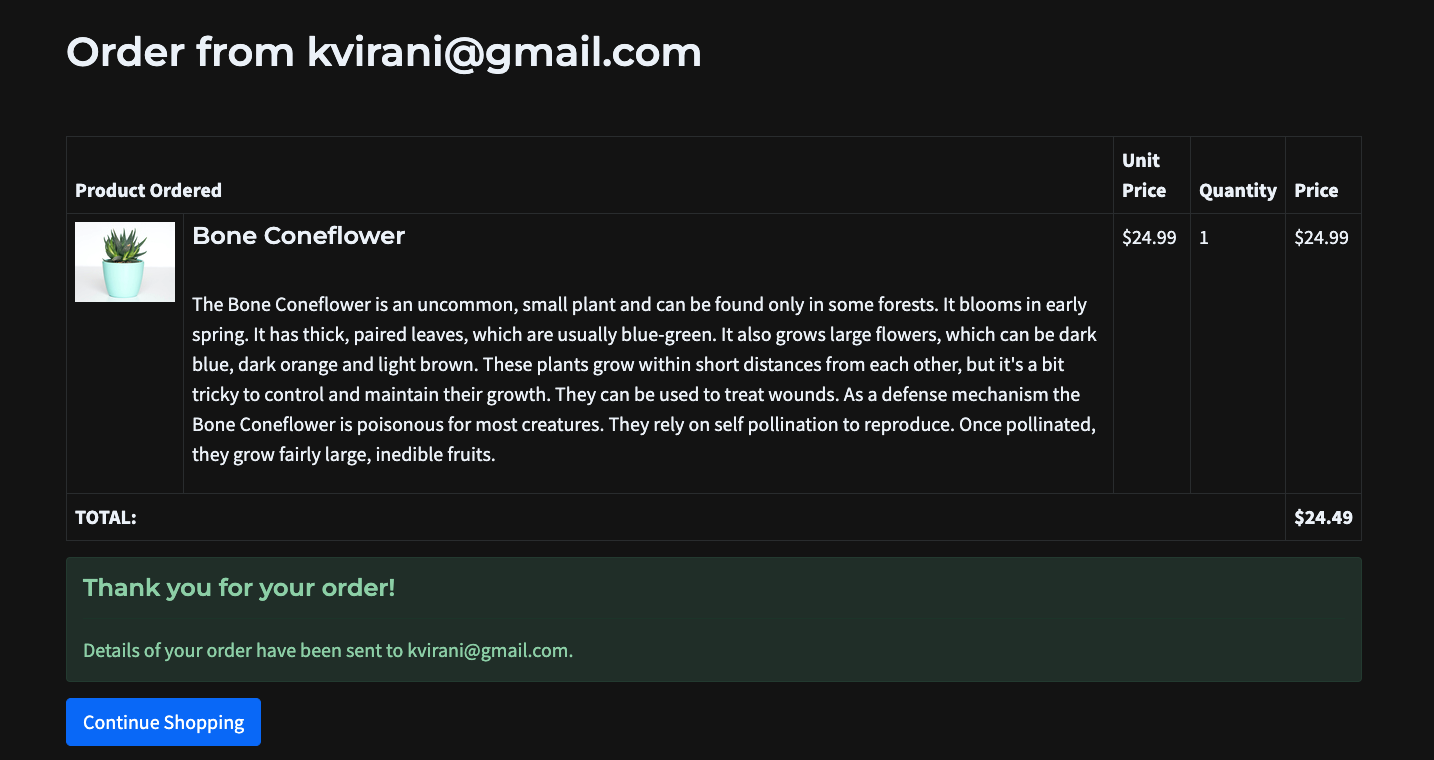 Order from kvirani@gmail.com
Product Ordered
Unit
Price
Quantity
Price
Bone Coneflower
$24.99
1
$24.99
The Bone Coneflower is an uncommon, small plant and can be found only in some forests. It blooms in early
spring. It has thick, paired leaves, which are usually blue-green. It also grows large flowers, which can be dark
blue, dark orange and light brown. These plants grow within short distances from each other, but it's a bit
tricky to control and maintain their growth. They can be used to treat wounds. As a defense mechanism the
Bone Coneflower is poisonous for most creatures. They rely on self pollination to reproduce. Once pollinated,
they grow fairly large, inedible fruits.
TOTAL:
$24.49
Thank you for your order!
Details of your order have been sent to kvirani@gmail.com.
Continue Shopping